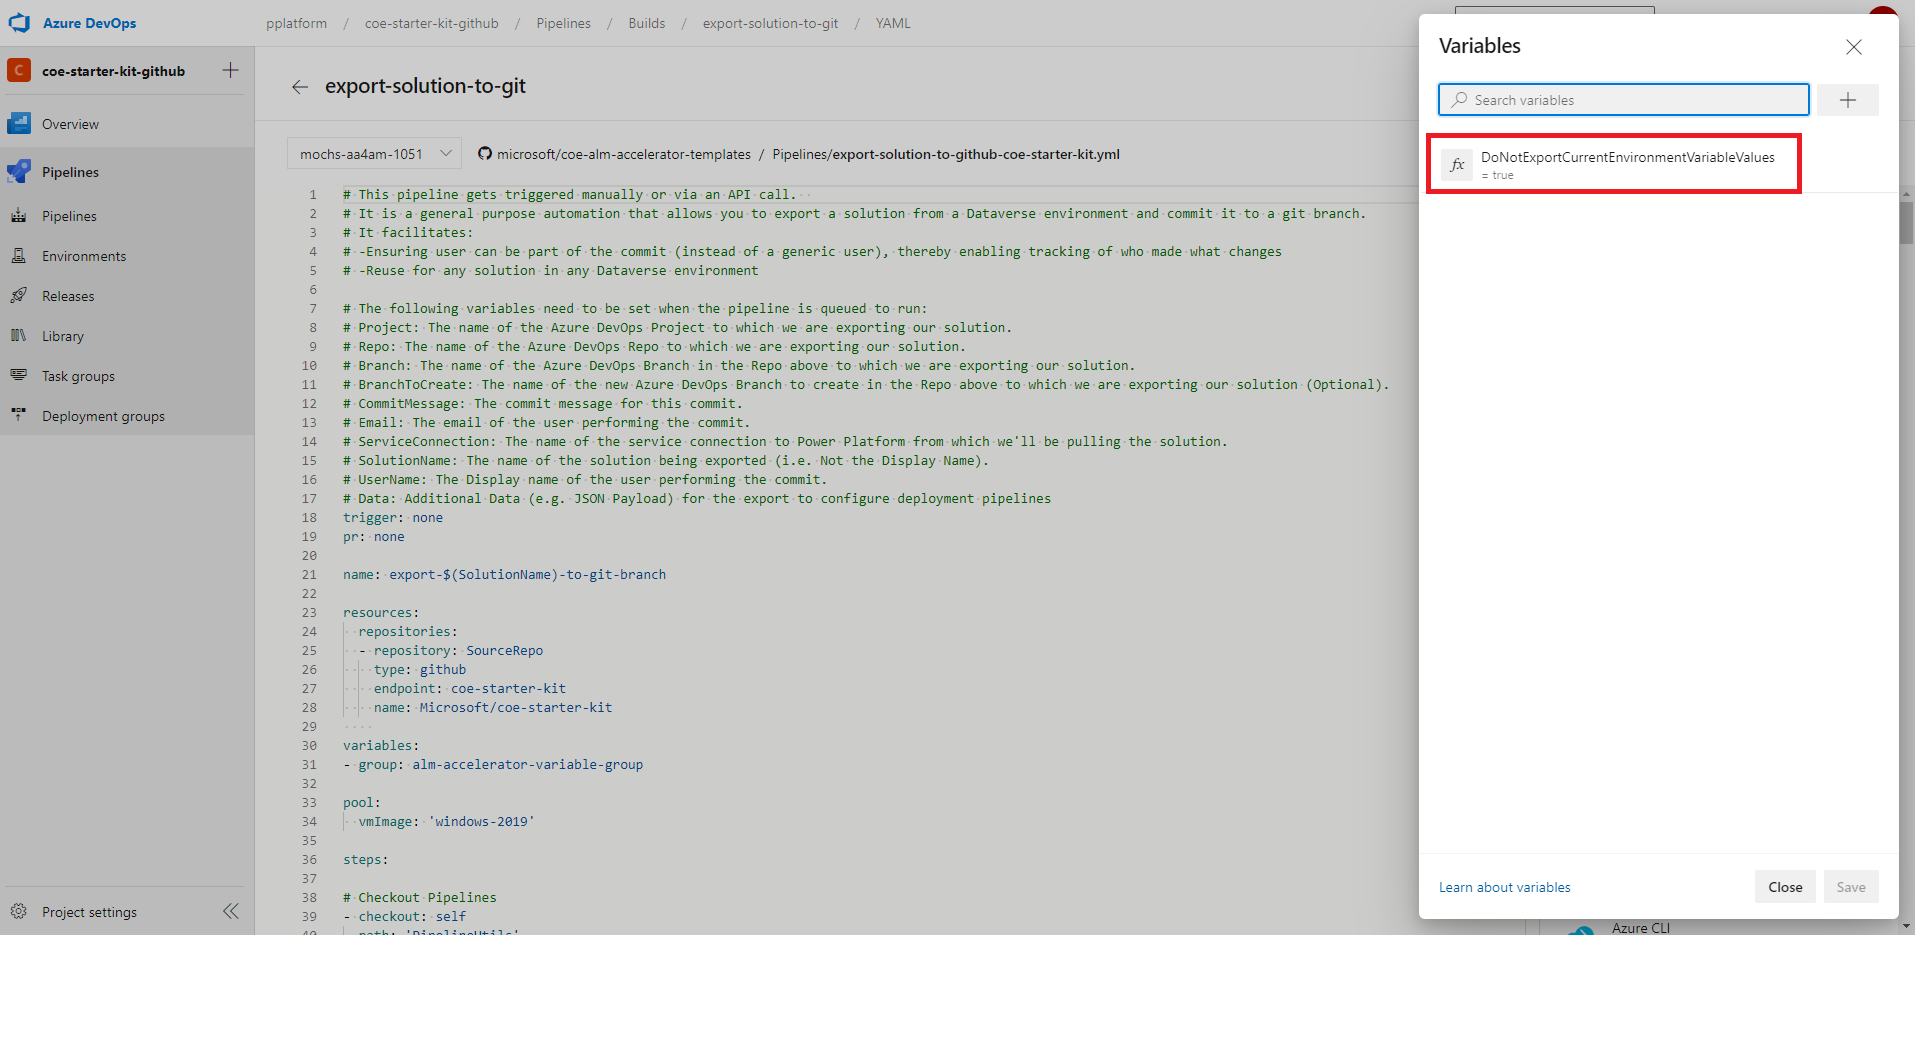 Azure DevOps
pplatform / coe-starter-kit-github / Pipelines / Builds / export-solution-to-git / YAML
C coe-starter-kit-github
Overview
Pipelines
Pipelines
Environments
Releases
Library
Task groups
Deployment groups
Project settings
export-solution-to-git
mochs-aa4am-1051
microsoft/coe-alm-accelerator-templates / Pipelines/export-solution-to-github-coe-starter-kit.yml
1 # This pipeline gets triggered manually or via an API call.
2 # It is a general purpose automation that allows you to export a solution from a Dataverse environment and commit it to a git branch.
3 # It facilitates:
4 # -Ensuring user can be part of the commit (instead of a generic user), thereby enabling tracking of who made what changes
5 # -Reuse for any solution in any Dataverse environment
6
7 # The following variables need to be set when the pipeline is queued to run:
8 # Project: The name of the Azure DevOps Project to which we are exporting our solution.
9 # Repo: The name of the Azure DevOps Repo to which we are exporting our solution.
10 # Branch: The name of the Azure DevOps Branch in the Repo above to which we are exporting our solution.
11 # BranchToCreate: The name of the new Azure DevOps Branch to create in the Repo above to which we are exporting our solution (Optional).
12 # CommitMessage: The commit message for this commit.
13 # Email: The email of the user performing the commit.
14 # ServiceConnection: The name of the service connection to Power Platform from which we'll be pulling the solution.
15 # SolutionName: The name of the solution being exported (i.e. Not the Display Name).
16 # UserName: The Display name of the user performing the commit.
17 # Data: Additional Data (e.g. JSON Payload) for the export to configure deployment pipelines
18 trigger: none
19 pr: none
20
21 name: export-$(SolutionName)-to-git-branch
22
23 resources:
24   repositories:
25   - repository: SourceRepo
26     type: github
27     endpoint: coe-starter-kit
28     name: Microsoft/coe-starter-kit
29
30 variables:
31 - group: alm-accelerator-variable-group
32
33 pool:
34   vmImage: 'windows-2019'
35
36 steps:
37
38 # Checkout Pipelines
39 - checkout: self
40   path: 'PipelineUtils'
Variables
Search variables
fx DoNotExportCurrentEnvironmentVariableValues
= true
Learn about variables
Close
Save
Azure CLI